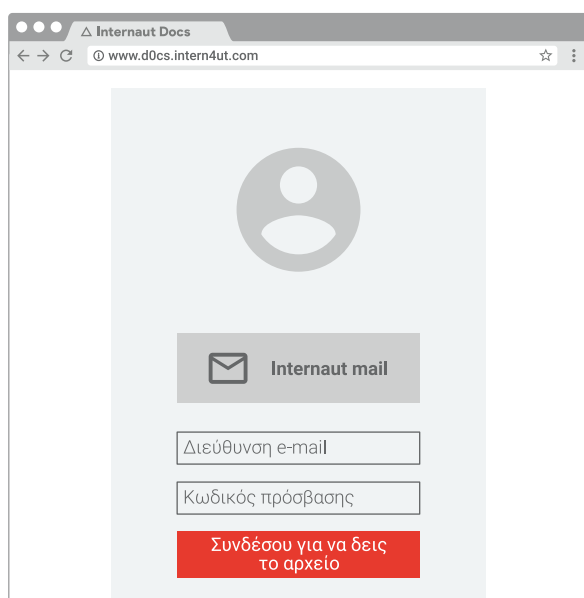 Internaut Docs
www.d0cs.intern4ut.com
Internaut mail
Διεύθυνση e-mail
Κωδικός πρόσβασης
Συνδέσου για να δεις
το αρχείο